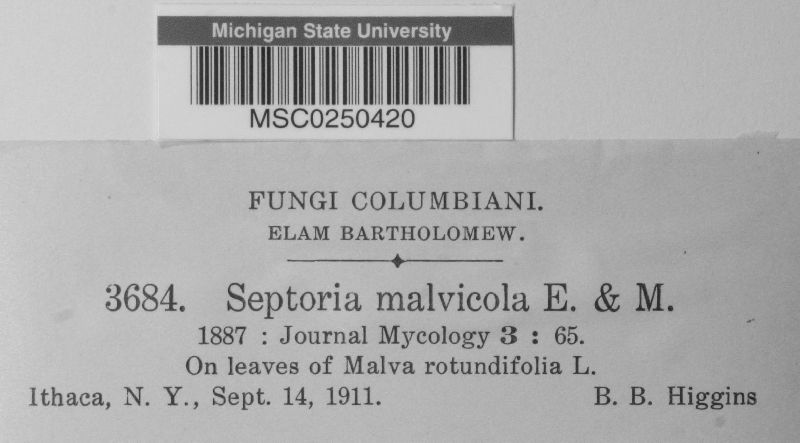 Michigan State University
MSC0250420
FUNGI COLUMBIANI.
ELAM BARTHOLOMEW.
3684. Septoria malvicola E. & M.
1887 : Journal Mycology 3 : 65.
On leaves of Malva rotundifolia L.
Ithaca, N. Y., Sept. 14, 1911. B. B. Higgins